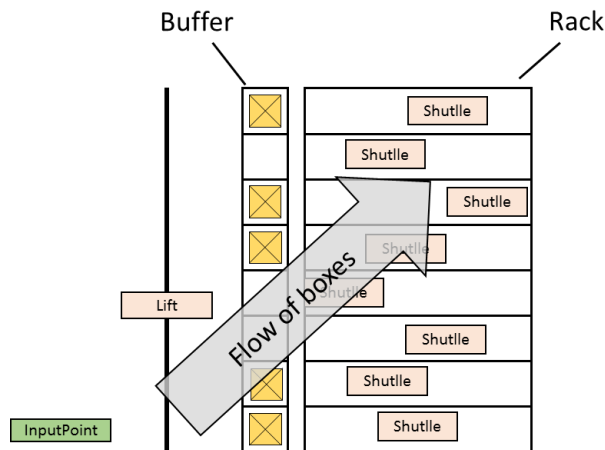 Buffer
Rack
Shutlle
Shutlle
Shutlle
Shutlle
Shutlle
Lift
Flow of boxes
Shutlle
Shutlle
Shutlle
InputPoint